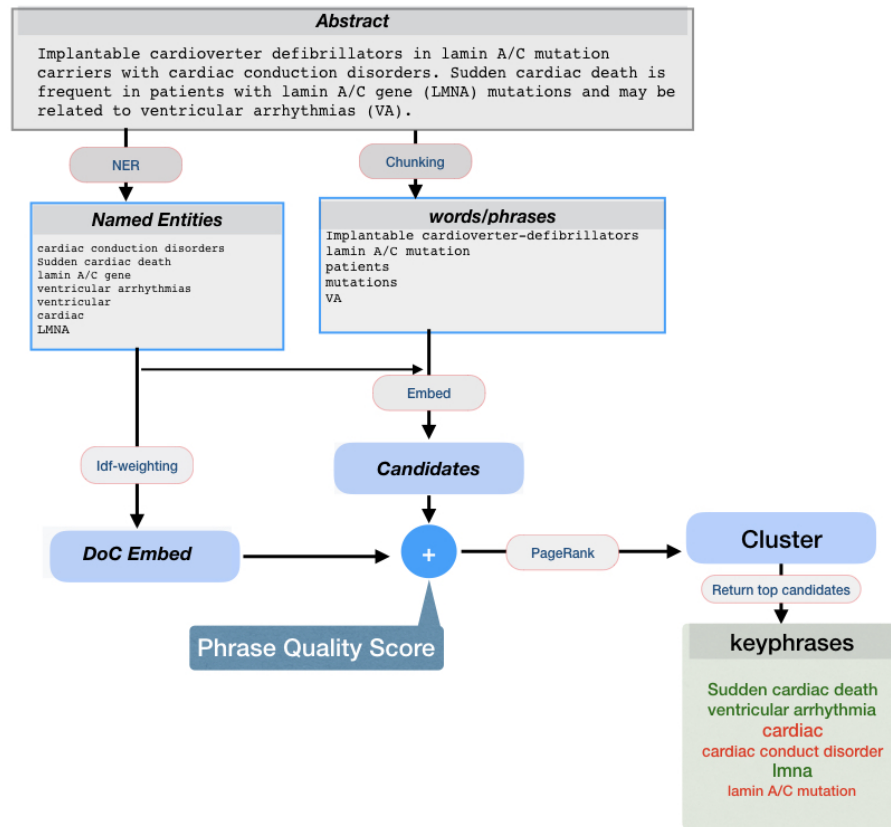 Abstract
Implantable cardioverter defibrillators in lamin A/C mutation
carriers with cardiac conduction disorders. Sudden cardiac death is
frequent in patients with lamin A/C gene (LMNA) mutations and may be
related to ventricular arrhythmias (VA).
NER
Chunking
Named Entities
cardiac conduction disorders
Sudden cardiac death
lamin A/C gene
ventricular arrhythmias
ventricular
cardiac
LMNA
words/phrases
Implantable cardioverter-defibrillators
lamin A/C mutation
patients
mutations
VA
Embed
Idf-weighting
Candidates
DoC Embed
+
PageRank
Cluster
Phrase Quality Score
Return top candidates
keyphrases
Sudden cardiac death
ventricular arrhythmia
cardiac
cardiac conduct disorder
lmna
lamin A/C mutation